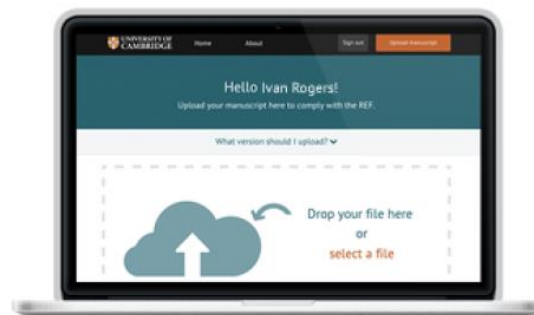 UNIVERSITY OF
CAMBRIDGE
Home
About
Sign out
Upload manuscript
Hello Ivan Rogers!
Upload your manuscript here to comply with the REF.
What version should I upload?
Drop your file here
or
select a file